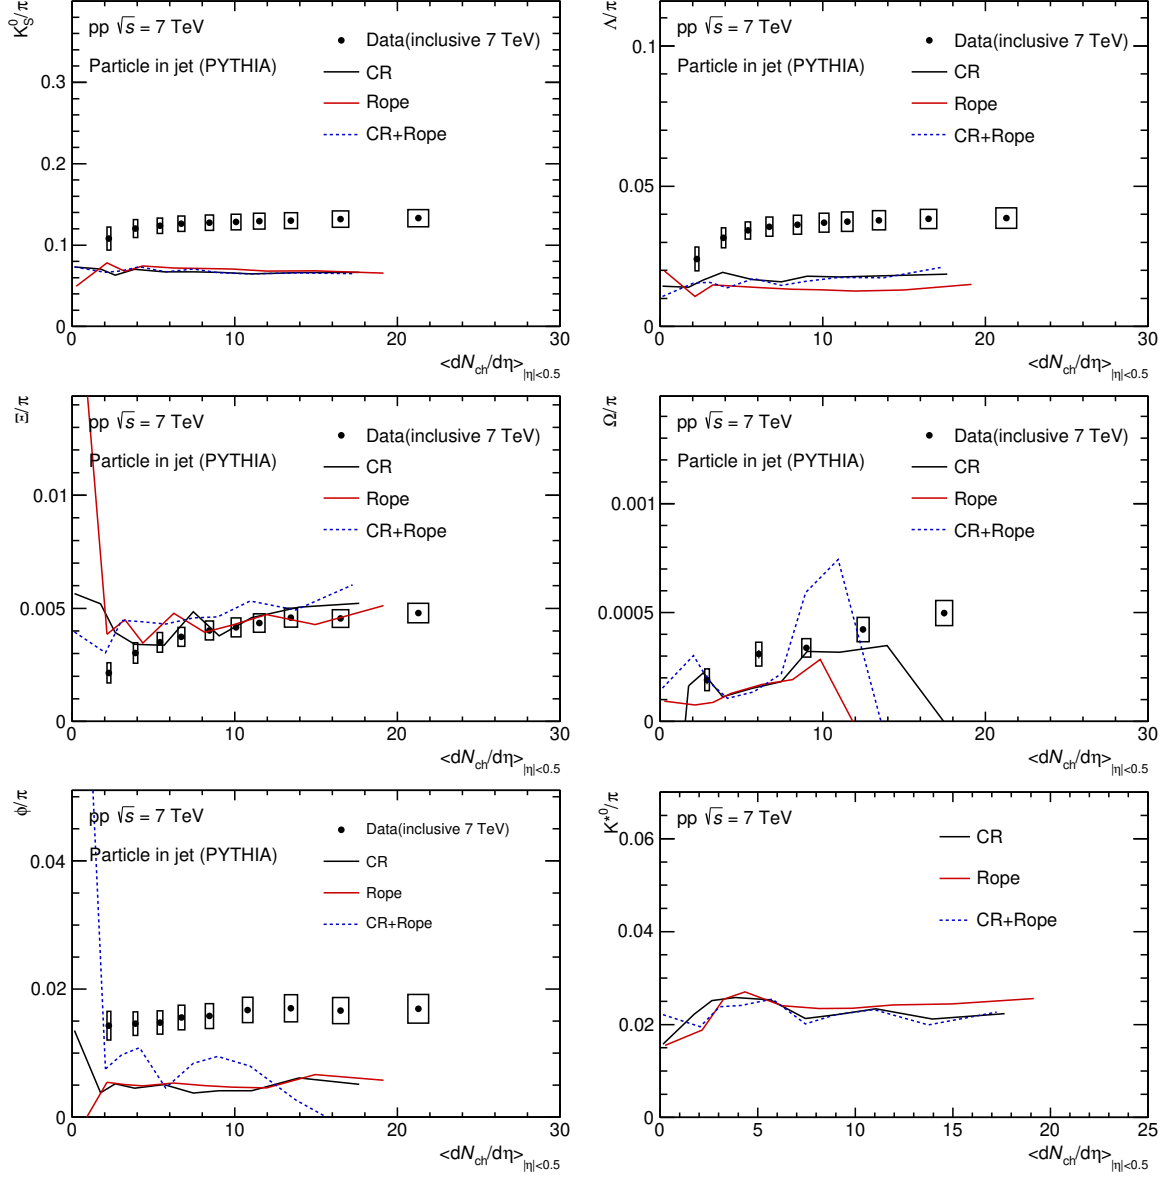 K⁰_S/π
pp √s = 7 TeV
Particle in jet (PYTHIA)
Data(inclusive 7 TeV)
CR
Rope
CR+Rope
0.3
0.2
0.1
0
0 10 20 30
<dN_ch/dη>_|η|<0.5
Λ/π
pp √s = 7 TeV
Particle in jet (PYTHIA)
Data(inclusive 7 TeV)
CR
Rope
CR+Rope
0.1
0.05
0
0 10 20 30
<dN_ch/dη>_|η|<0.5
Ξ/π
pp √s = 7 TeV
Particle in jet (PYTHIA)
Data(inclusive 7 TeV)
CR
Rope
CR+Rope
0.01
0.005
0
0 10 20 30
<dN_ch/dη>_|η|<0.5
Ω/π
pp √s = 7 TeV
Particle in jet (PYTHIA)
Data(inclusive 7 TeV)
CR
Rope
CR+Rope
0.001
0.0005
0
0 10 20 30
<dN_ch/dη>_|η|<0.5
ϕ/π
pp √s = 7 TeV
Particle in jet (PYTHIA)
Data(inclusive 7 TeV)
CR
Rope
CR+Rope
0.04
0.02
0
0 10 20 30
<dN_ch/dη>_|η|<0.5
K*⁰/π
pp √s = 7 TeV
CR
Rope
CR+Rope
0.06
0.04
0.02
0
0 5 10 15 20 25
<dN_ch/dη>_|η|<0.5